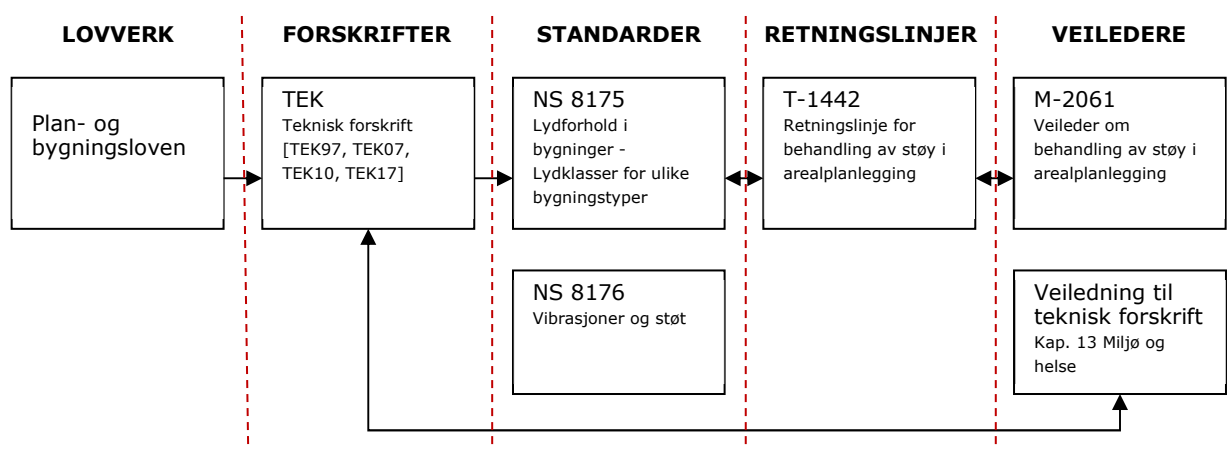 LOVVERK
FORSKRIFTER
STANDARDER
RETNINGSLINJER
VEILEDERE
Plan- og
bygningsloven
TEK
Teknisk forskrift
[TEK97, TEK07,
TEK10, TEK17]
NS 8175
Lydforhold i
bygninger -
Lydklasser for ulike
bygningstyper
T-1442
Retningslinje for
behandling av støy i
arealplanlegging
M-2061
Veileder om
behandling av støy i
arealplanlegging
NS 8176
Vibrasjoner og støt
Veiledning til
teknisk forskrift
Kap. 13 Miljø og
helse